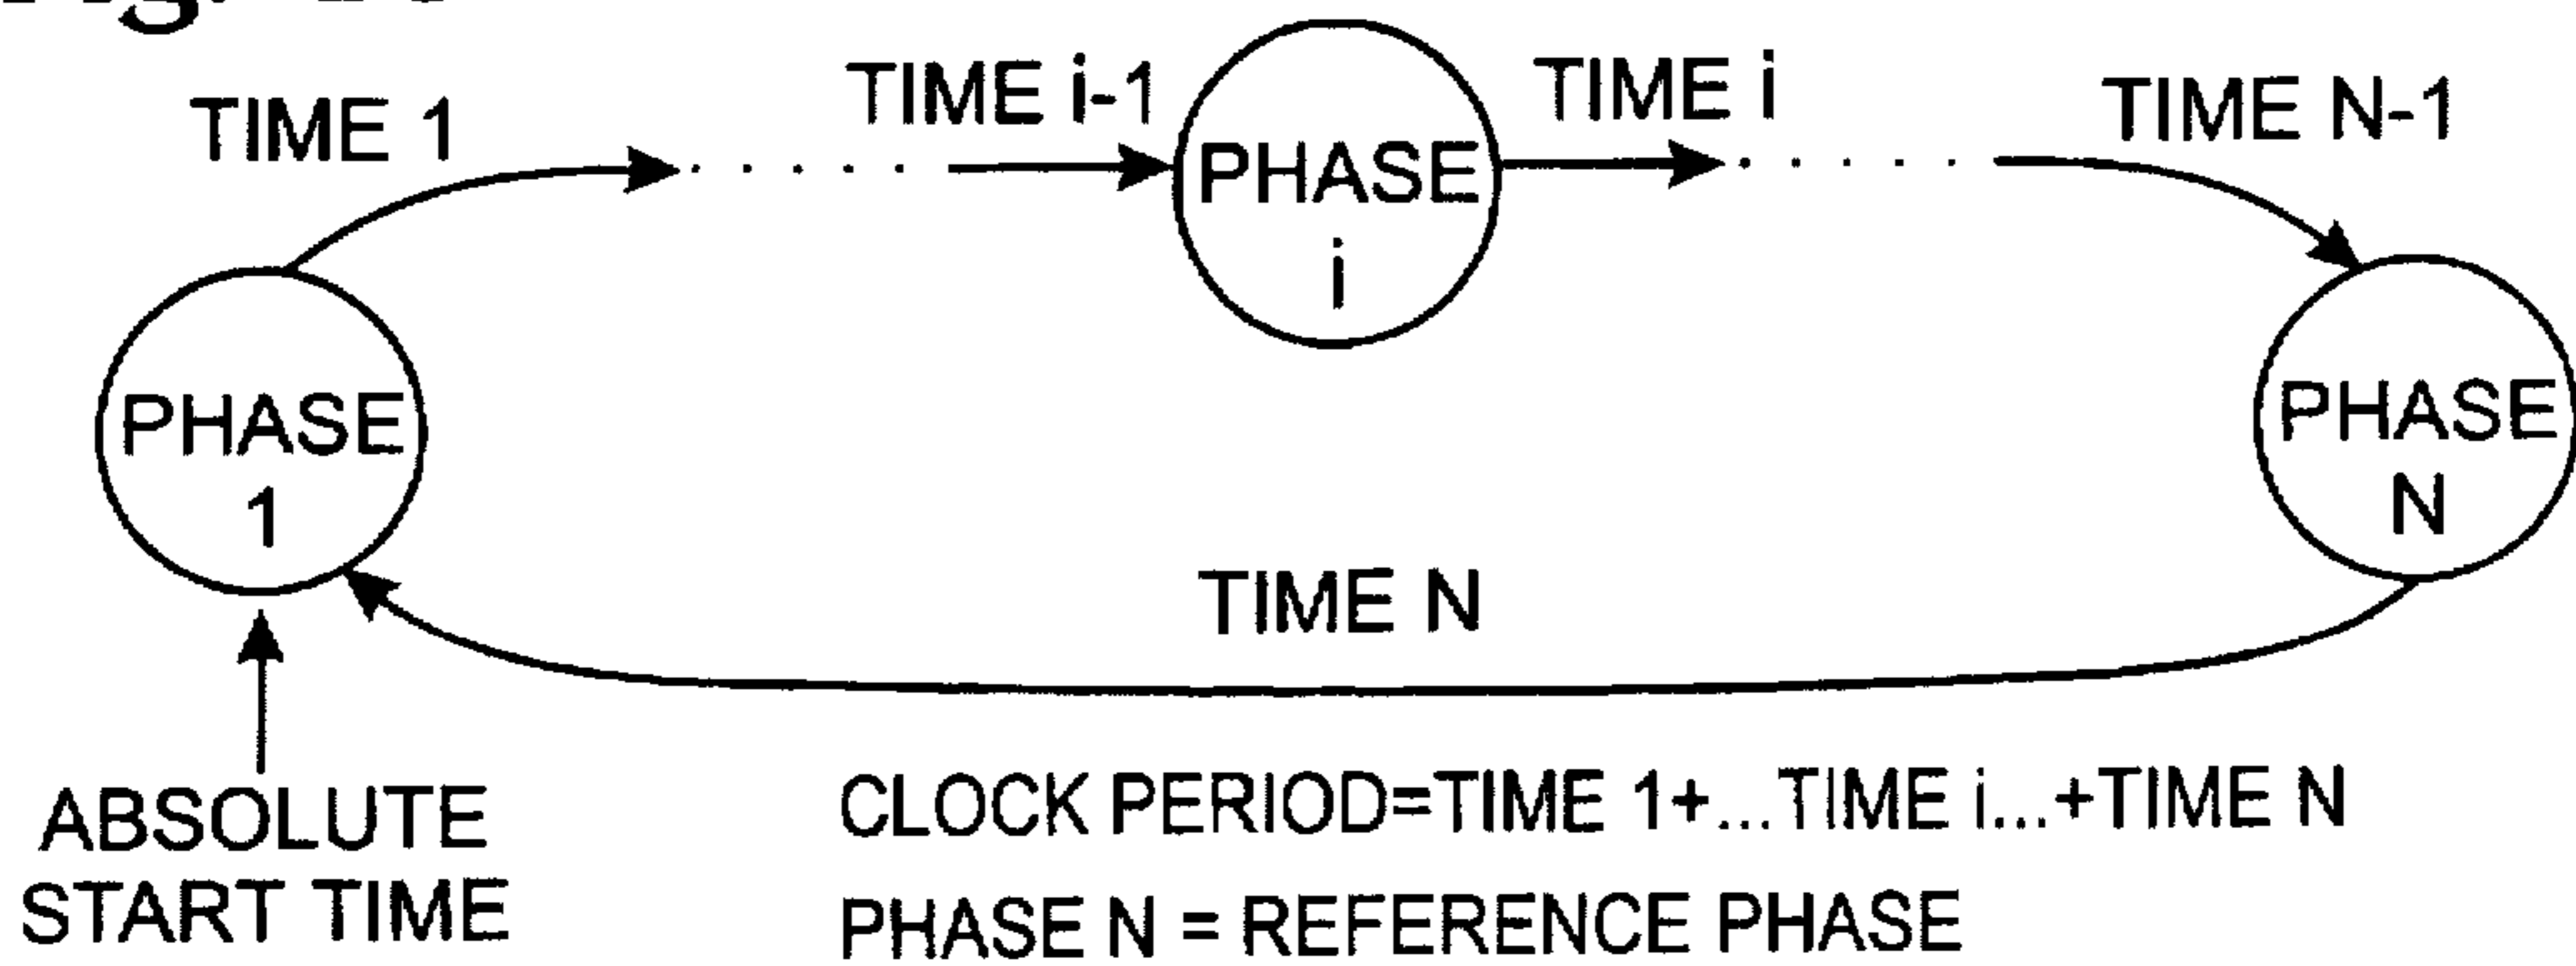 TIME 1
TIME i-1
TIME i
TIME N-1
PHASE
i
PHASE
1
PHASE
N
TIME N
ABSOLUTE
START TIME
CLOCK PERIOD=TIME 1+...TIME i...+TIME N
PHASE N = REFERENCE PHASE